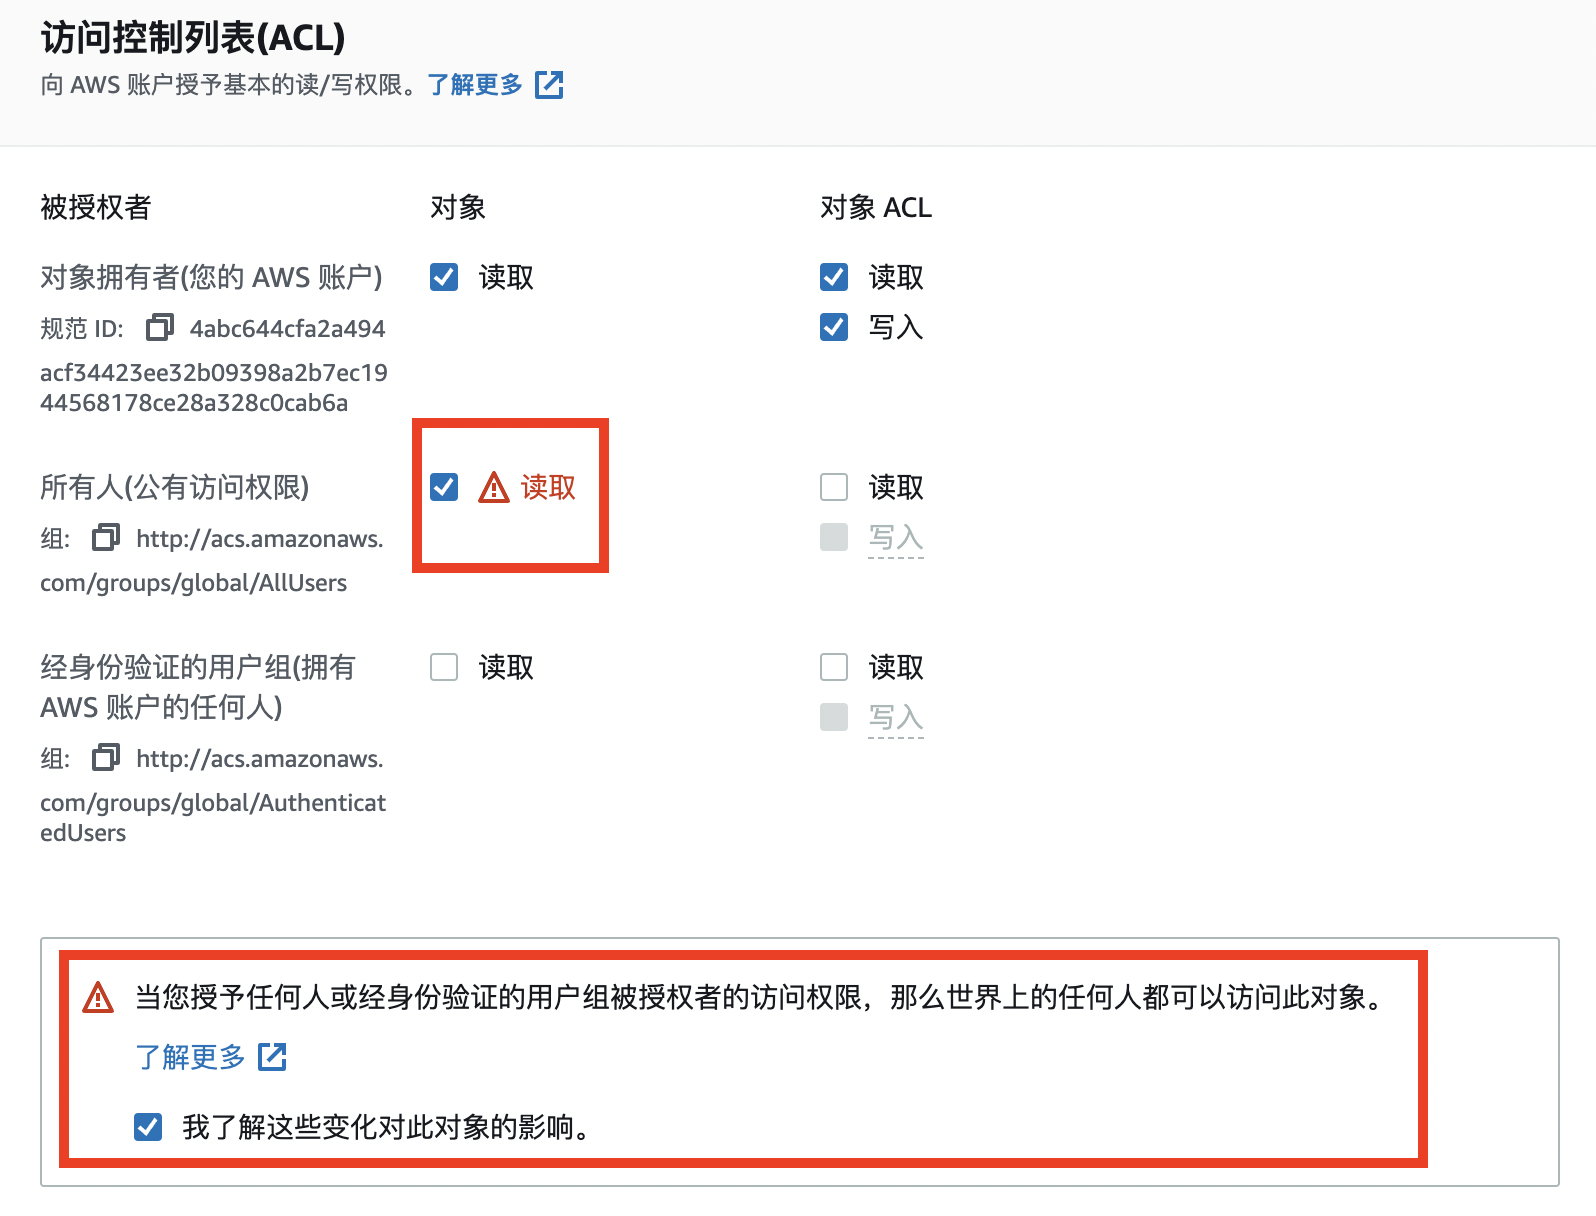 访问控制列表(ACL)
向 AWS 账户授予基本的读/写权限。了解更多
被授权者
对象
对象 ACL
对象拥有者(您的 AWS 账户)
读取
读取
规范 ID: 4abc644cfa2a494
写入
acf34423ee32b09398a2b7ec19
44568178ce28a328c0cab6a
所有人(公有访问权限)
读取
读取
组: http://acs.amazonaws.
写入
com/groups/global/AllUsers
经身份验证的用户组(拥有
读取
读取
AWS 账户的任何人)
写入
组: http://acs.amazonaws.
com/groups/global/Authenticat
edUsers
当您授予任何人或经身份验证的用户组被授权者的访问权限，那么世界上的任何人都可以访问此对象。
了解更多
我了解这些变化对此对象的影响。